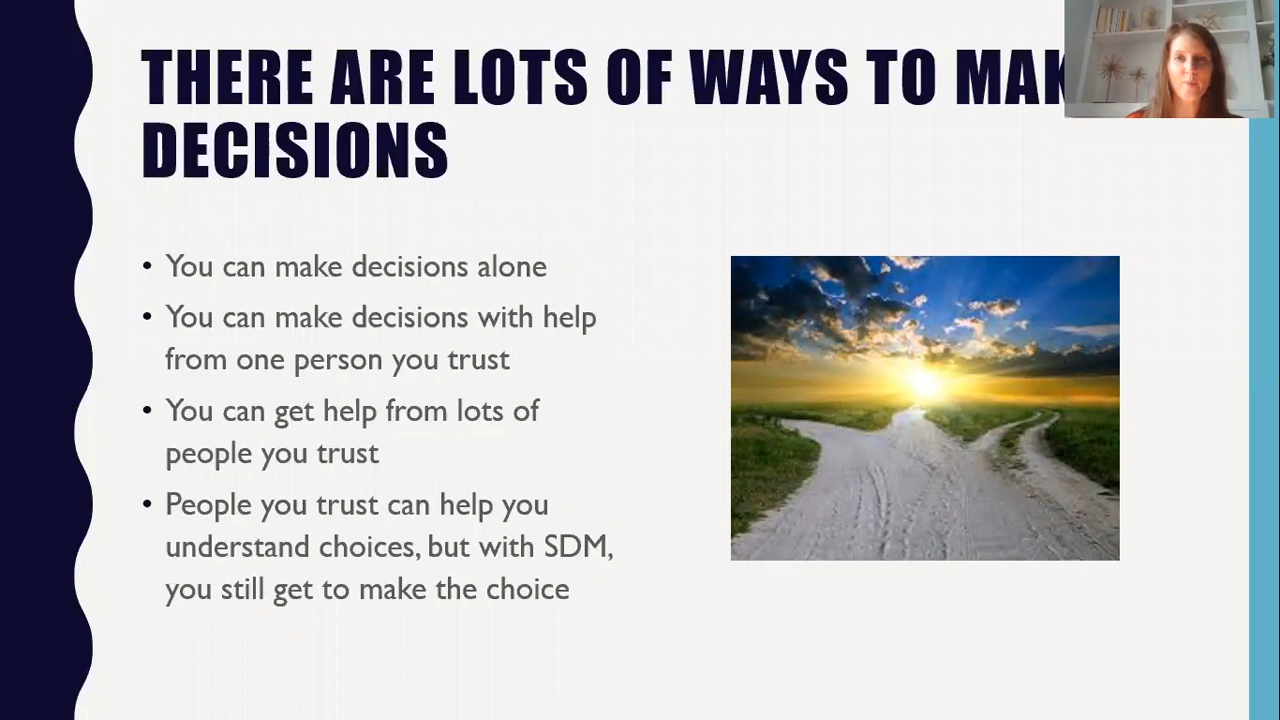 THERE ARE LOTS OF WAYS TO MAK
DECISIONS
• You can make decisions alone
• You can make decisions with help
from one person you trust
• You can get help from lots of
people you trust
• People you trust can help you
understand choices, but with SDM,
you still get to make the choice